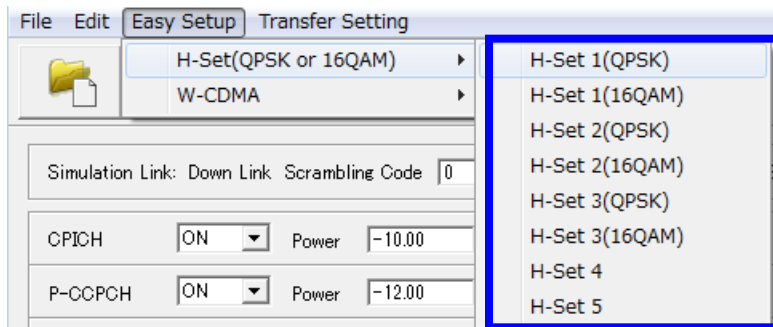 File Edit Easy Setup Transfer Setting
H-Set(QPSK or 16QAM)
W-CDMA
H-Set 1(QPSK)
H-Set 1(16QAM)
H-Set 2(QPSK)
H-Set 2(16QAM)
H-Set 3(QPSK)
H-Set 3(16QAM)
H-Set 4
H-Set 5
Simulation Link: Down Link Scrambling Code 0
CPICH ON Power -10.00
P-CCPCH ON Power -12.00